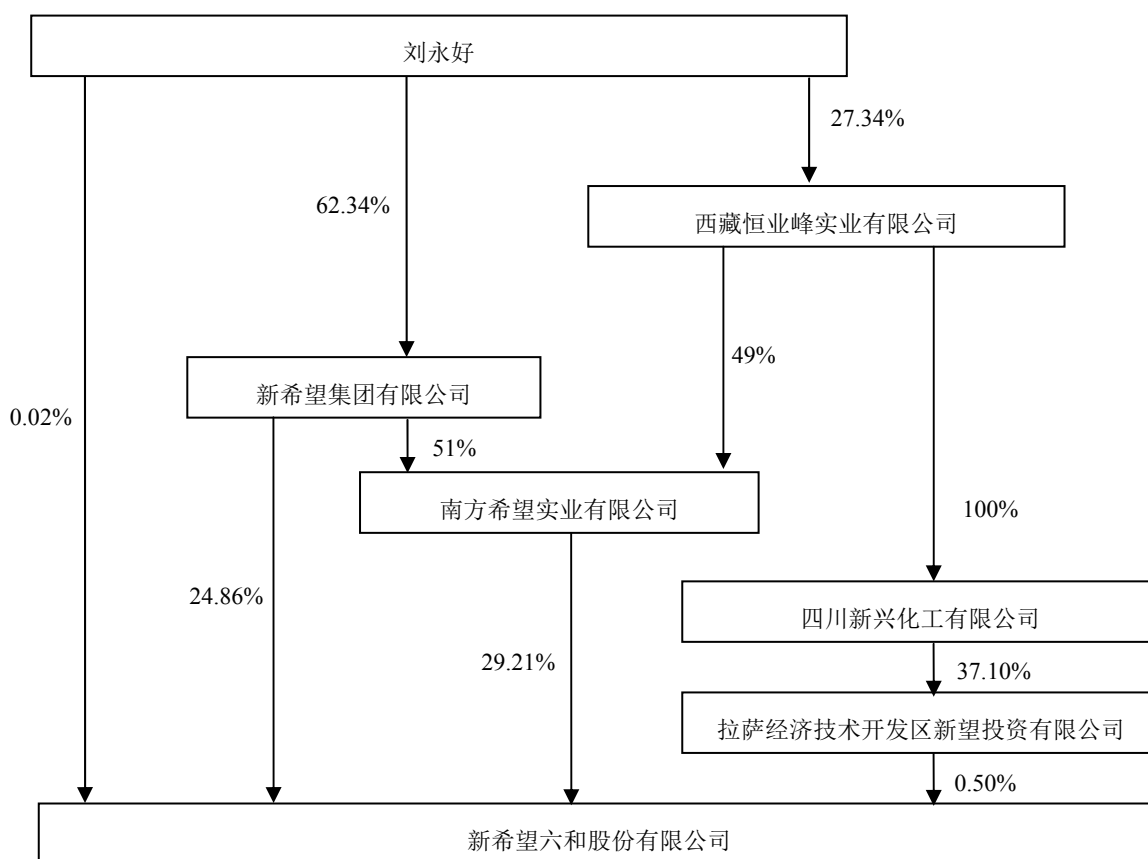 刘永好
27.34%
62.34%
西藏恒业峰实业有限公司
49%
新希望集团有限公司
0.02%
51%
南方希望实业有限公司
100%
24.86%
四川新兴化工有限公司
29.21%
37.10%
拉萨经济技术开发区新望投资有限公司
0.50%
新希望六和股份有限公司